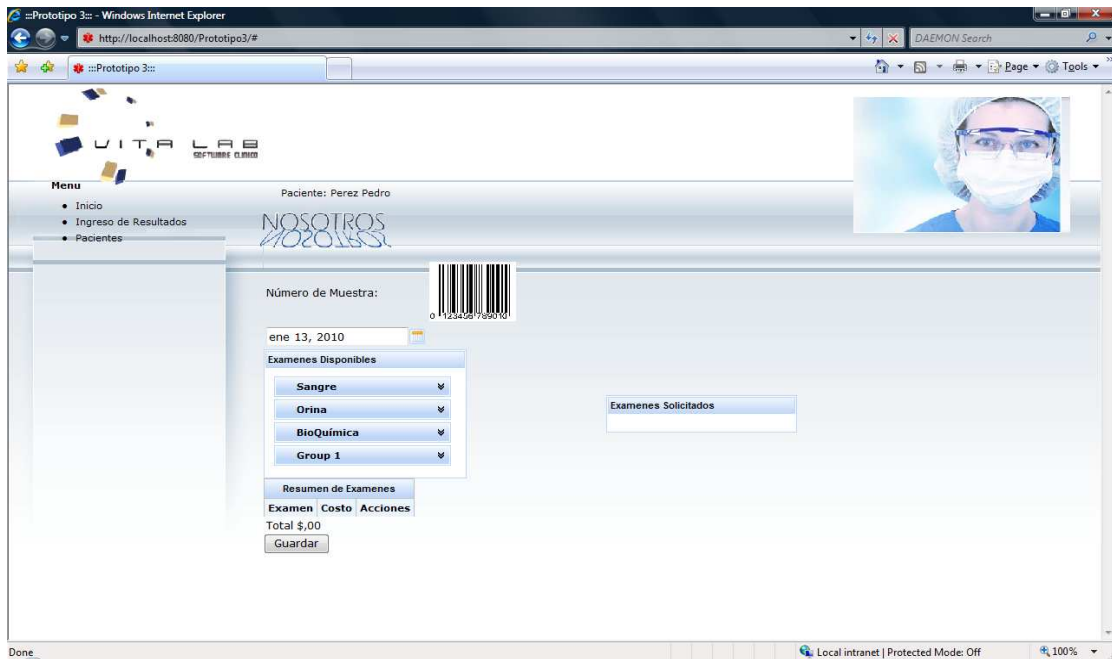 :::Prototipo 3::: - Windows Internet Explorer
http://localhost:8080/Prototipo3/#
DAEMON Search
:::Prototipo 3:::
Page
Tools
VITA LAB
SOFTWARE CLINICO
Menu
Inicio
Ingreso de Resultados
Pacientes
Paciente: Perez Pedro
NOSOTROS
Número de Muestra:
0 123456 789010
ene 13, 2010
Examenes Disponibles
Sangre
Orina
BioQuímica
Group 1
Examenes Solicitados
Resumen de Examenes
Examen Costo Acciones
Total $,00
Guardar
Done
Local intranet | Protected Mode: Off
100%